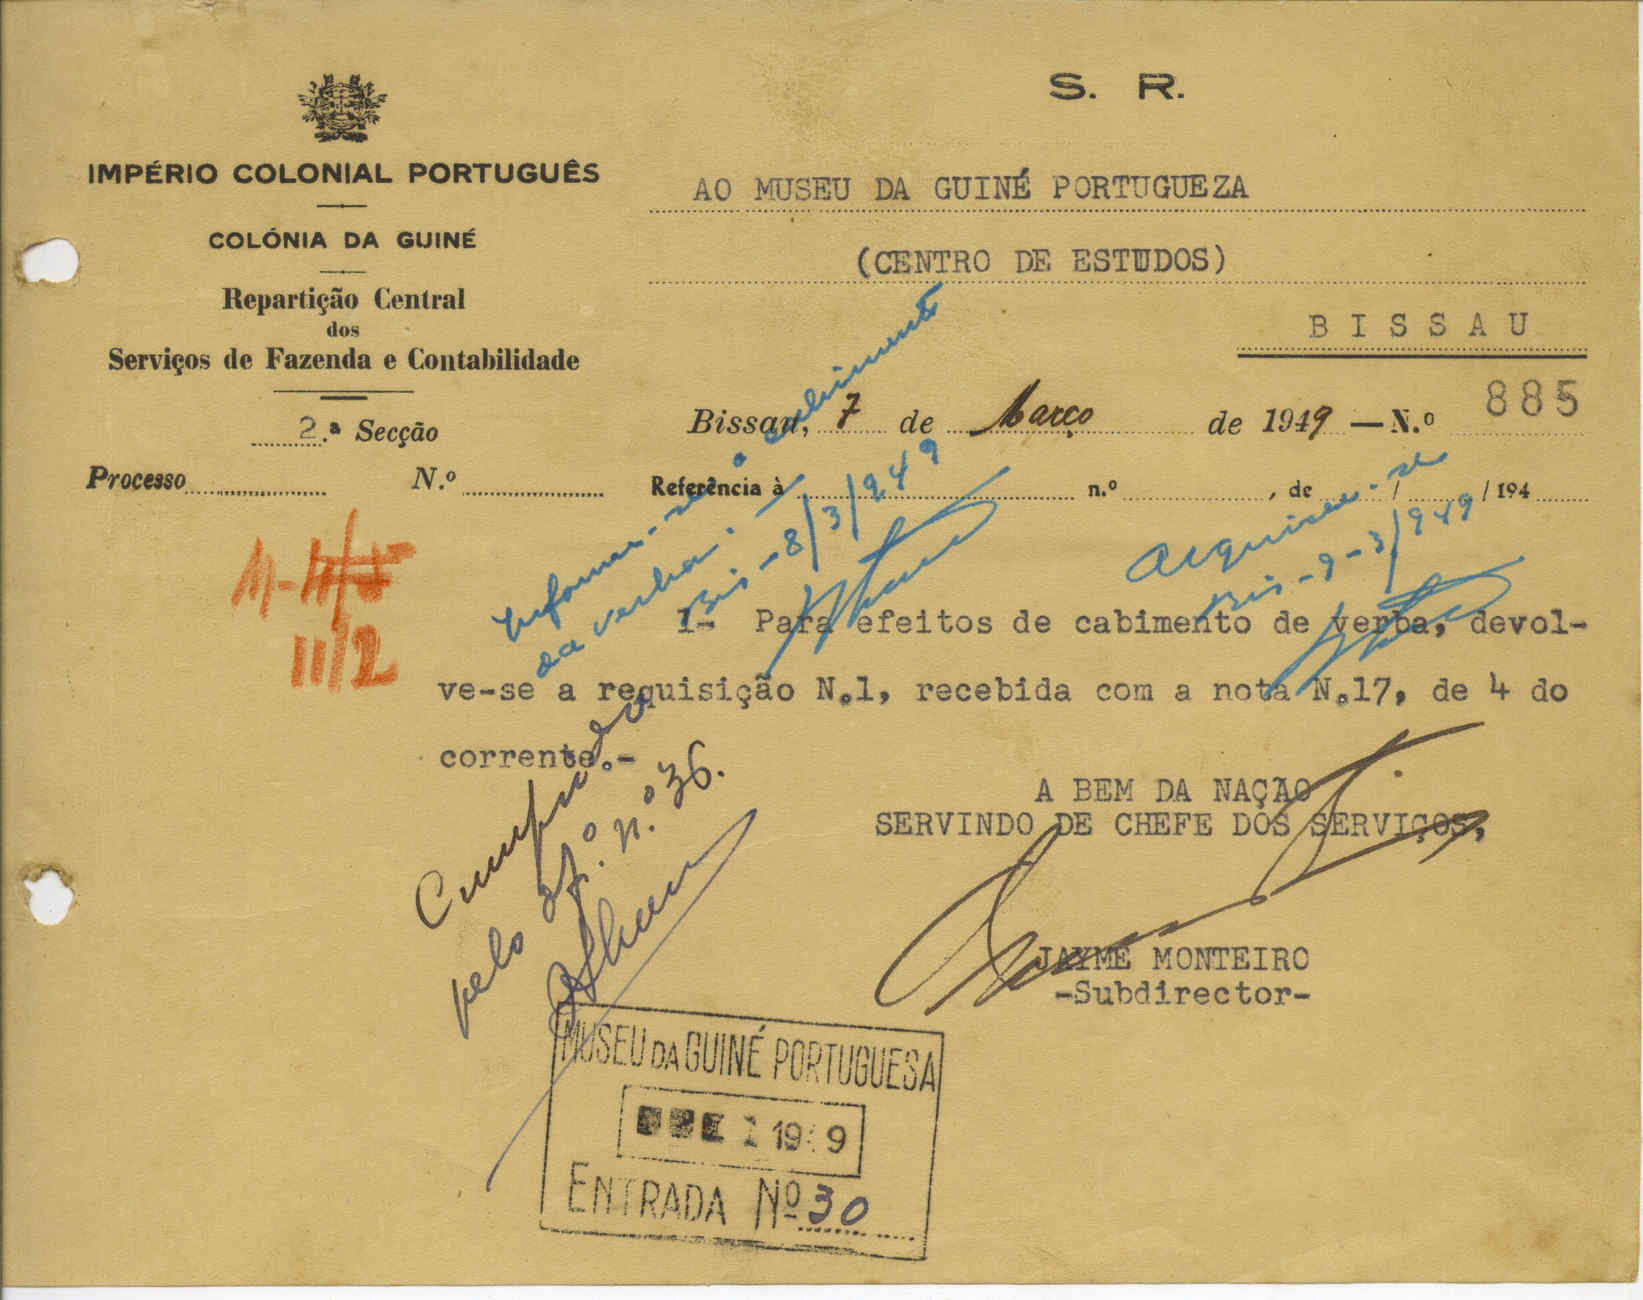 S. R.
IMPÉRIO COLONIAL PORTUGUÊS
COLÓNIA DA GUINÉ
Repartição Central
dos
Serviços de Fazenda e Contabilidade
2.ª Secção
Processo N.º
AO MUSEU DA GUINÉ PORTUGUEZA
(CENTRO DE ESTUDOS)
BISSAU
Bissau, 7 de Março de 1949 — N.º 885
Referência à n.º , de / / 194
Informe-se o cabimento
da verba.
Bis - 8/3/949
Arquive-se
Bis - 9-3/949
11/2
1- Para efeitos de cabimento de verba, devol-
ve-se a requisição N.1, recebida com a nota N.17, de 4 do
corrente.-
A BEM DA NAÇÃO
SERVINDO DE CHEFE DOS SERVIÇOS,
JAYME MONTEIRO
-Subdirector-
Cumprido
pelo of.º n.º 36.
MUSEU DA GUINÉ PORTUGUESA
1949
ENTRADA Nº 30